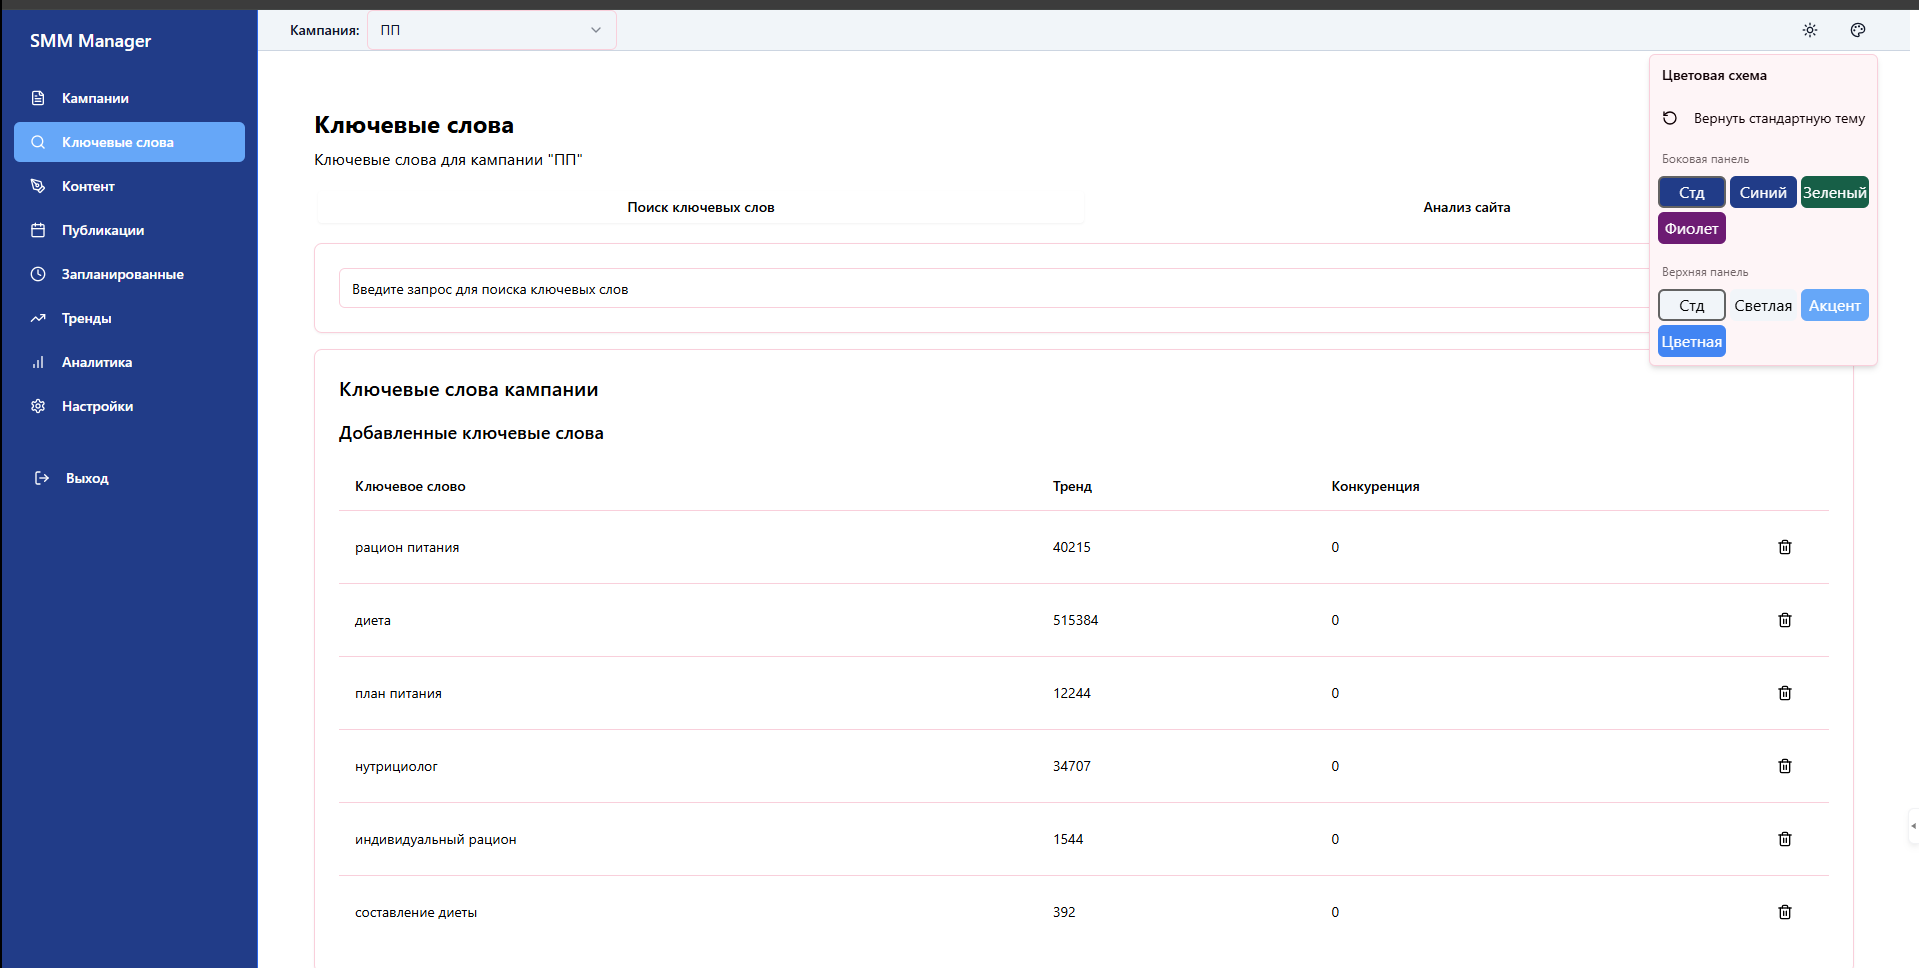 SMM Manager
Кампании
Ключевые слова
Контент
Публикации
Запланированные
Тренды
Аналитика
Настройки
Выход
Кампания: ПП
Ключевые слова
Ключевые слова для кампании "ПП"
Поиск ключевых слов Анализ сайта
Введите запрос для поиска ключевых слов
Ключевые слова кампании
Добавленные ключевые слова
Ключевое слово Тренд Конкуренция
рацион питания 40215 0
диета 515384 0
план питания 12244 0
нутрициолог 34707 0
индивидуальный рацион 1544 0
составление диеты 392 0
Цветовая схема
Вернуть стандартную тему
Боковая панель
Стд Синий Зеленый
Фиолет
Верхняя панель
Стд Светлая Акцент
Цветная